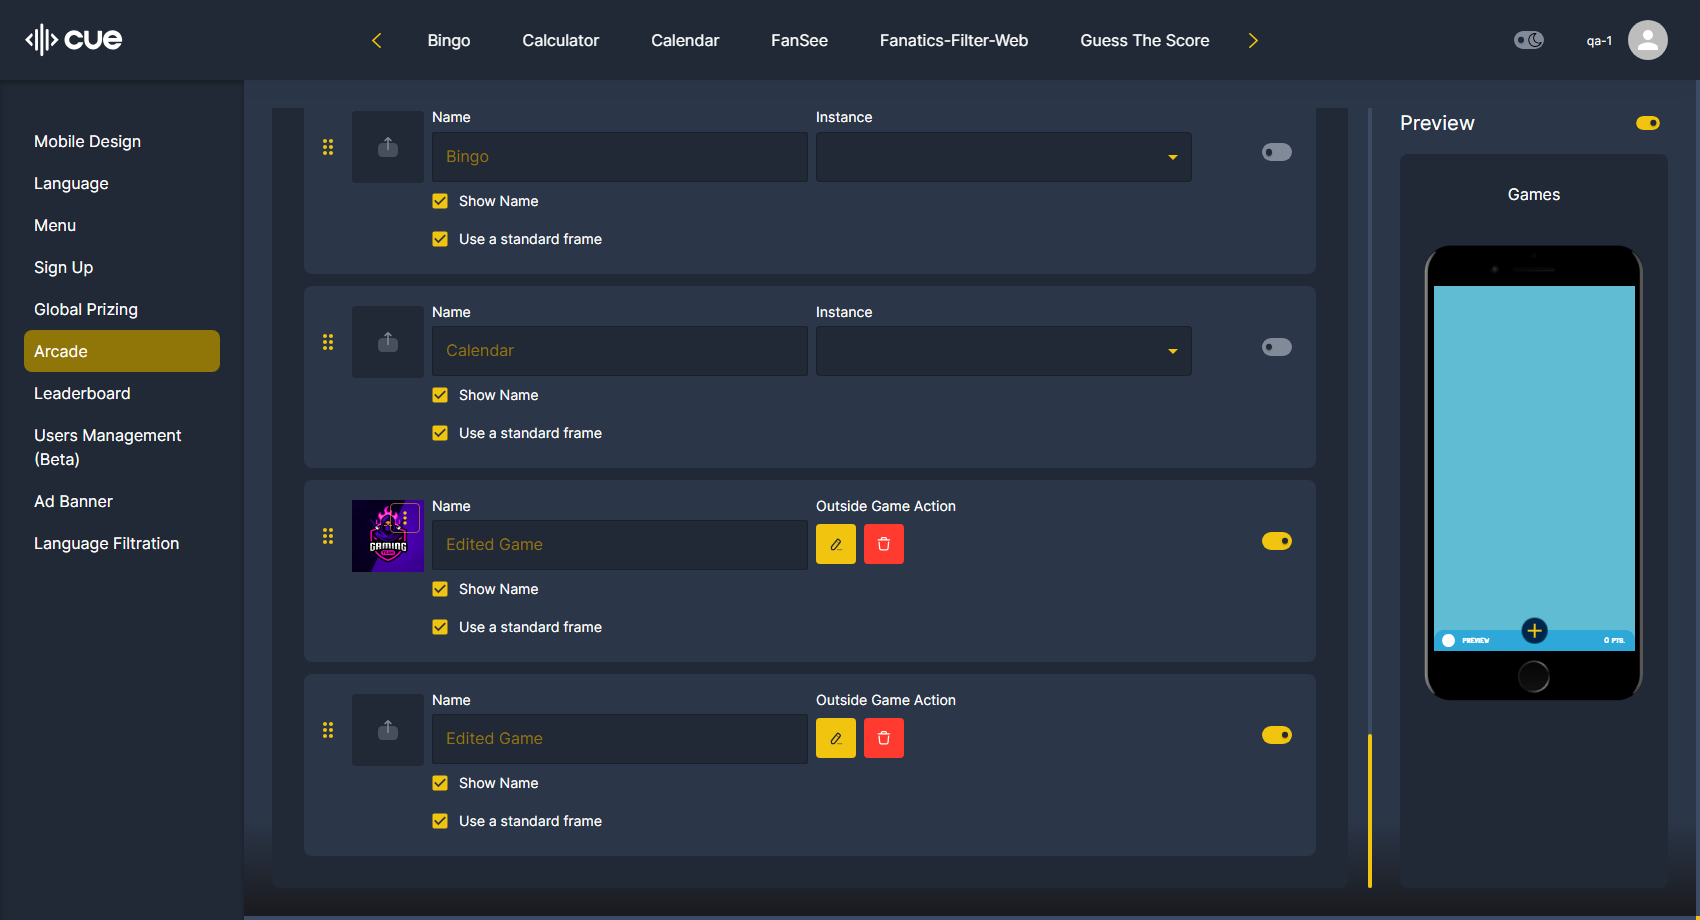 cue
Bingo
Calculator
Calendar
FanSee
Fanatics-Filter-Web
Guess The Score
qa-1
Mobile Design
Language
Menu
Sign Up
Global Prizing
Arcade
Leaderboard
Users Management
(Beta)
Ad Banner
Language Filtration
Name
Instance
Bingo
Show Name
Use a standard frame
Name
Instance
Calendar
Show Name
Use a standard frame
GAMING
Name
Outside Game Action
Edited Game
Show Name
Use a standard frame
Name
Outside Game Action
Edited Game
Show Name
Use a standard frame
Preview
Games
PREVIEW
0 PTS.